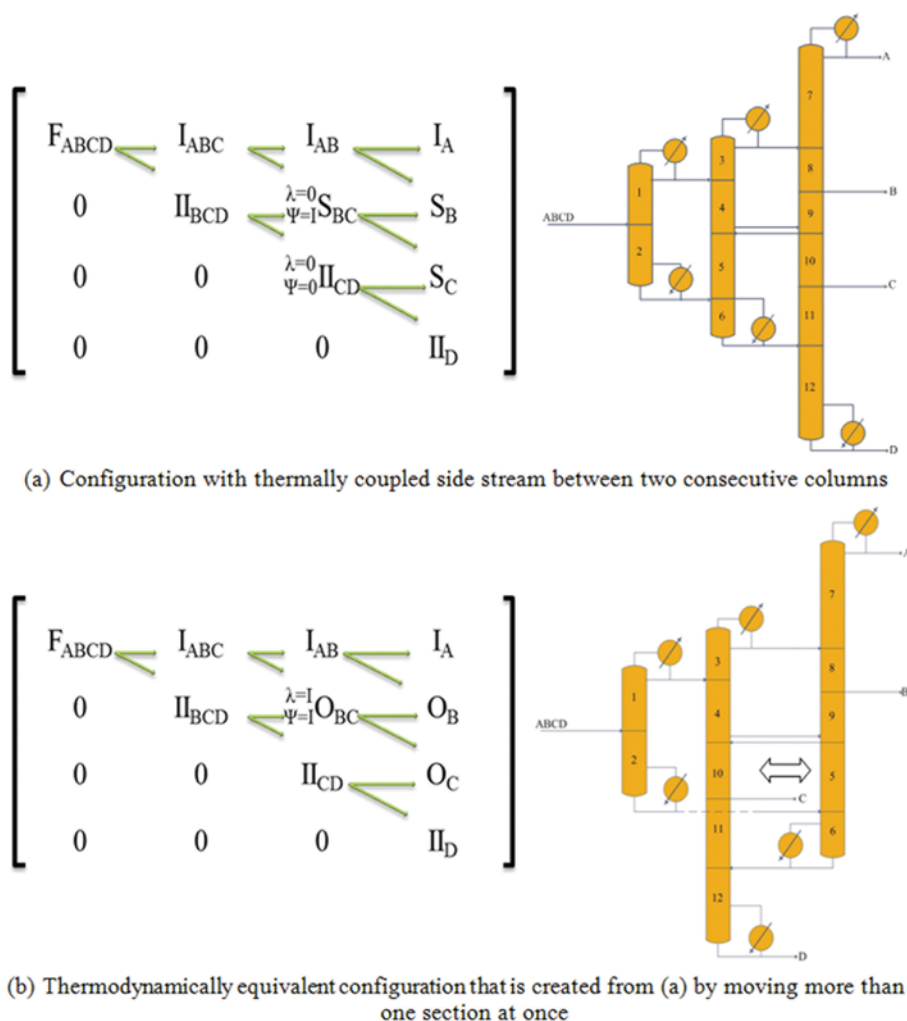 F_ABCD I_ABC I_AB I_A
0 II_BCD λ=0 Ψ=I S_BC S_B
0 0 λ=0 Ψ=0 II_CD S_C
0 0 0 II_D
A
7
3
8
1
4
B
9
ABCD
2
5
10
C
6
11
12
D
(a) Configuration with thermally coupled side stream between two consecutive columns
F_ABCD I_ABC I_AB I_A
0 II_BCD λ=I Ψ=I O_BC O_B
0 0 II_CD O_C
0 0 0 II_D
A
7
3
8
1
4
B
9
ABCD
2
10
5
C
11
6
12
D
(b) Thermodynamically equivalent configuration that is created from (a) by moving more than
one section at once